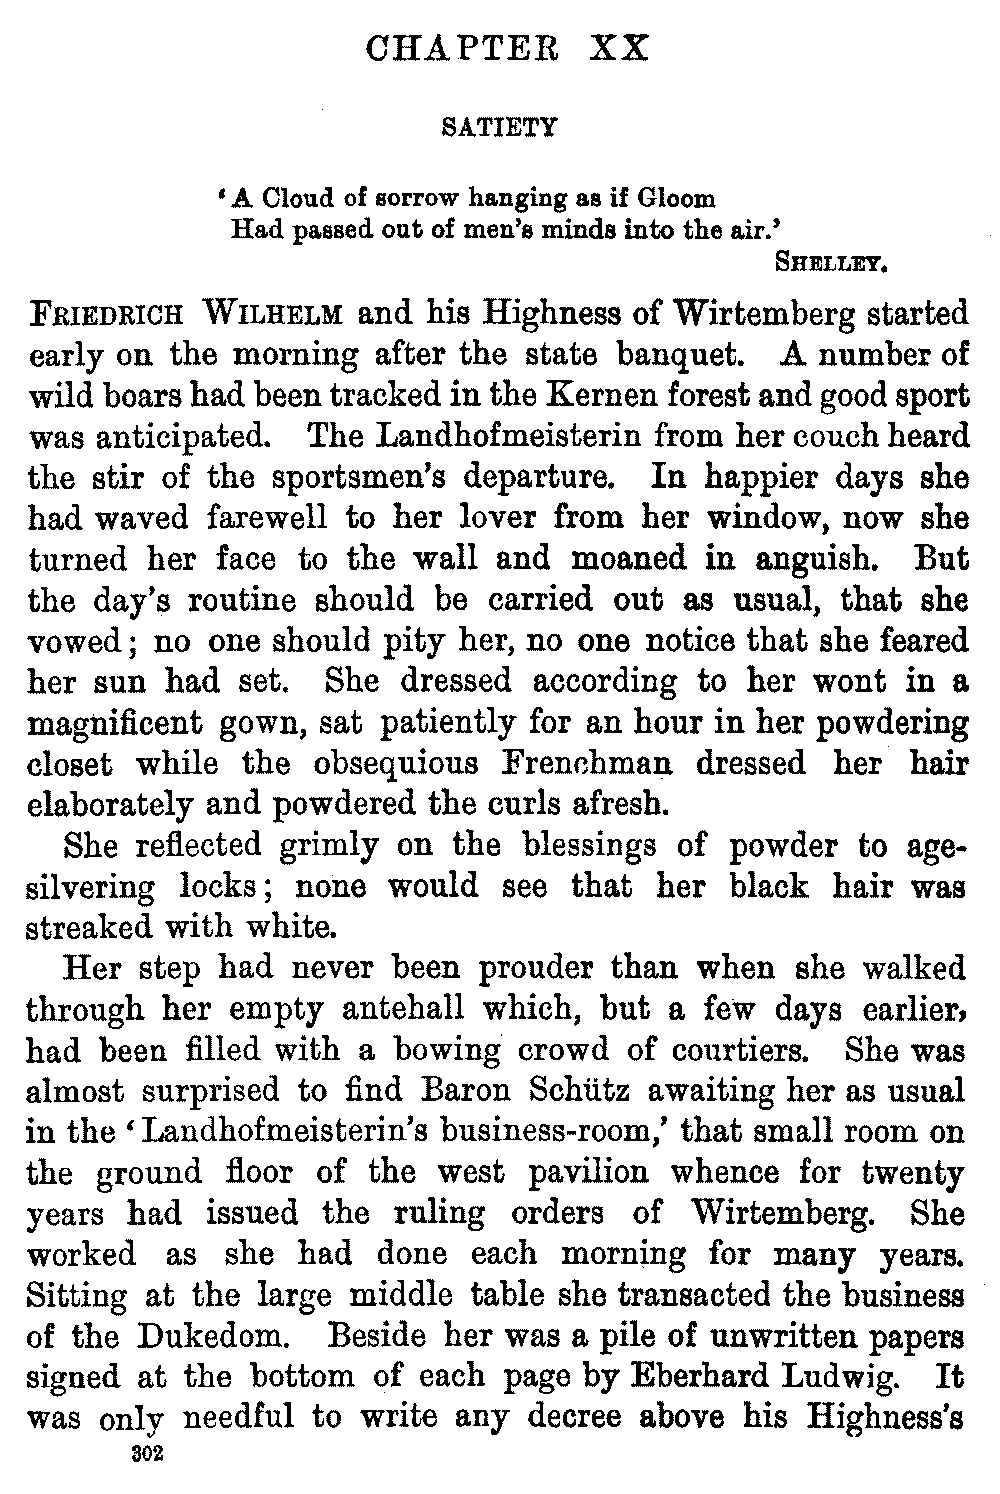 CHAPTER XX
SATIETY
‘A Cloud of sorrow hanging as if Gloom
Had passed out of men’s minds into the air.’
SHELLEY.
FRIEDRICH WILHELM and his Highness of Wirtemberg started
early on the morning after the state banquet. A number of
wild boars had been tracked in the Kernen forest and good sport
was anticipated. The Landhofmeisterin from her couch heard
the stir of the sportsmen’s departure. In happier days she
had waved farewell to her lover from her window, now she
turned her face to the wall and moaned in anguish. But
the day’s routine should be carried out as usual, that she
vowed; no one should pity her, no one notice that she feared
her sun had set. She dressed according to her wont in a
magnificent gown, sat patiently for an hour in her powdering
closet while the obsequious Frenchman dressed her hair
elaborately and powdered the curls afresh.
She reflected grimly on the blessings of powder to age-
silvering locks; none would see that her black hair was
streaked with white.
Her step had never been prouder than when she walked
through her empty antehall which, but a few days earlier,
had been filled with a bowing crowd of courtiers. She was
almost surprised to find Baron Schütz awaiting her as usual
in the ‘Landhofmeisterin’s business-room,’ that small room on
the ground floor of the west pavilion whence for twenty
years had issued the ruling orders of Wirtemberg. She
worked as she had done each morning for many years.
Sitting at the large middle table she transacted the business
of the Dukedom. Beside her was a pile of unwritten papers
signed at the bottom of each page by Eberhard Ludwig. It
was only needful to write any decree above his Highness’s
302